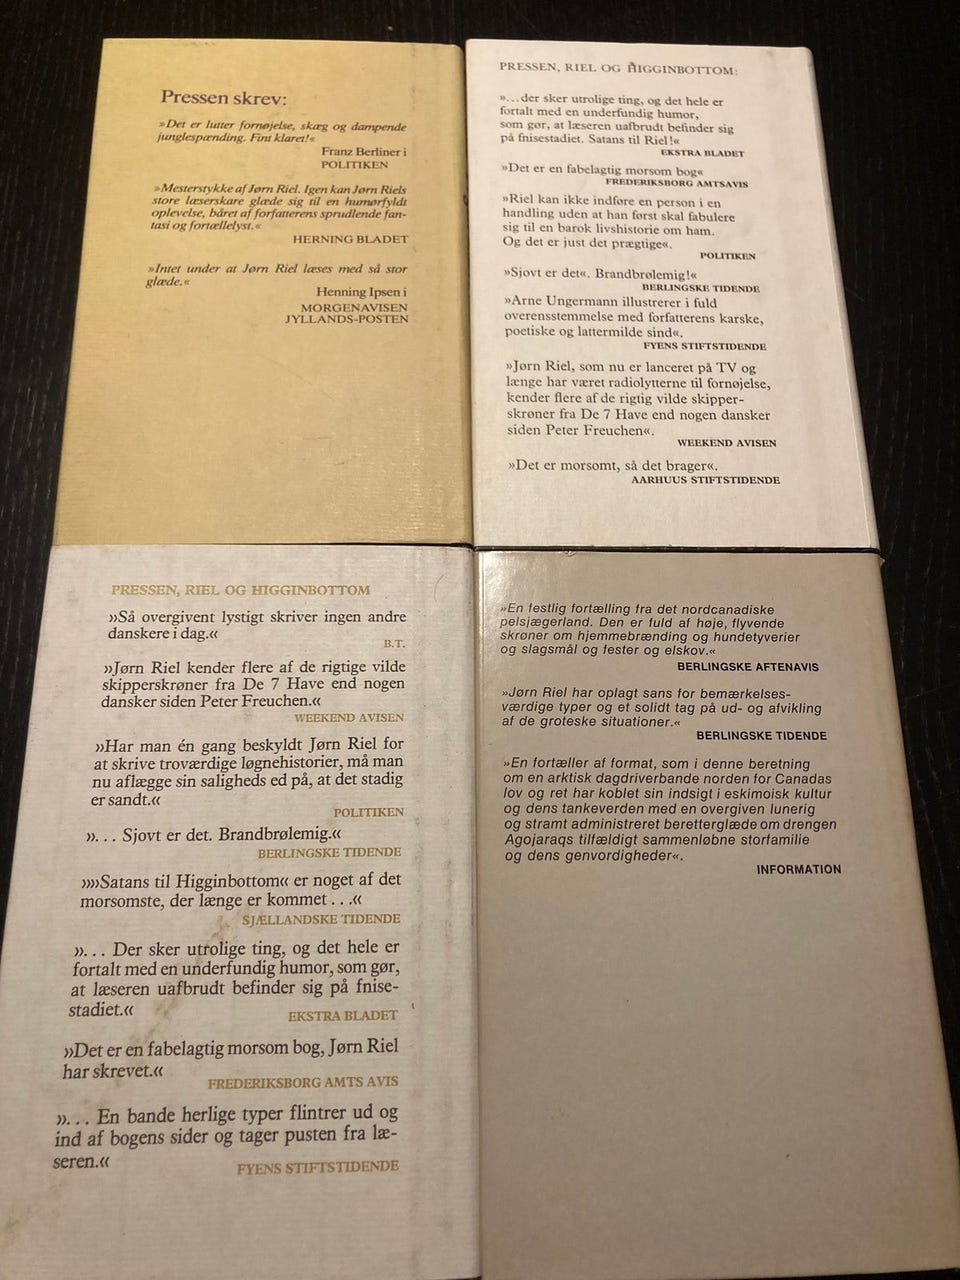 Pressen skrev:
»Det er lutter fornøjelse, skæg og dampende
junglespænding. Fint klaret!«
Franz Berliner i
POLITIKEN
»Mesterstykke af Jørn Riel. Igen kan Jørn Riels
store læserskare glæde sig til en humørfyldt
oplevelse, båret af forfatterens sprudlende fan-
tasi og fortællelyst.«
HERNING BLADET
»Intet under at Jørn Riel læses med så stor
glæde.«
Henning Ipsen i
MORGENAVISEN
JYLLANDS-POSTEN
PRESSEN, RIEL OG HIGGINBOTTOM:
»...der sker utrolige ting, og det hele er
fortalt med en underfundig humor,
som gør, at læseren uafbrudt befinder sig
på fnisestadiet. Satans til Riel!«
EKSTRA BLADET
»Det er en fabelagtig morsom bog«
FREDERIKSBORG AMTSAVIS
»Riel kan ikke indføre en person i en
handling uden at han først skal fabulere
sig til en barok livshistorie om ham.
Og det er just det prægtige«.
POLITIKEN
»Sjovt er det«. Brandbrølemig!«
BERLINGSKE TIDENDE
»Arne Ungermann illustrerer i fuld
overensstemmelse med forfatterens karske,
poetiske og lattermilde sind«.
FYENS STIFTSTIDENDE
»Jørn Riel, som nu er lanceret på TV og
længe har været radiolytterne til fornøjelse,
kender flere af de rigtig vilde skipper-
skrøner fra De 7 Have end nogen dansker
siden Peter Freuchen«.
WEEKEND AVISEN
»Det er morsomt, så det brager«.
AARHUUS STIFTSTIDENDE
PRESSEN, RIEL OG HIGGINBOTTOM
»Så overgivent lystigt skriver ingen andre
danskere i dag.«
B.T.
»Jørn Riel kender flere af de rigtige vilde
skipperskrøner fra De 7 Have end nogen
dansker siden Peter Freuchen.«
WEEKEND AVISEN
»Har man én gang beskyldt Jørn Riel for
at skrive troværdige løgnehistorier, må man
nu aflægge sin saligheds ed på, at det stadig
er sandt.«
POLITIKEN
»... Sjovt er det. Brandbrølemig.«
BERLINGSKE TIDENDE
»»Satans til Higginbottom« er noget af det
morsomste, der længe er kommet ...«
SJÆLLANDSKE TIDENDE
»... Der sker utrolige ting, og det hele er
fortalt med en underfundig humor, som gør,
at læseren uafbrudt befinder sig på fnise-
stadiet.«
EKSTRA BLADET
»Det er en fabelagtig morsom bog, Jørn Riel
har skrevet.«
FREDERIKSBORG AMTS AVIS
»... En bande herlige typer flintrer ud og
ind af bogens sider og tager pusten fra læ-
seren.«
FYENS STIFTSTIDENDE
»En festlig fortælling fra det nordcanadiske
pelsjægerland. Den er fuld af høje, flyvende
skrøner om hjemmebrænding og hundetyverier
og slagsmål og fester og elskov.«
BERLINGSKE AFTENAVIS
»Jørn Riel har oplagt sans for bemærkelses-
værdige typer og et solidt tag på ud- og afvikling
af de groteske situationer.«
BERLINGSKE TIDENDE
»En fortæller af format, som i denne beretning
om en arktisk dagdriverbande norden for Canadas
lov og ret har koblet sin indsigt i eskimoisk kultur
og dens tankeverden med en overgiven lunerig
og stramt administreret beretterglæde om drengen
Agojaraqs tilfældigt sammenløbne storfamilie
og dens genvordigheder«.
INFORMATION